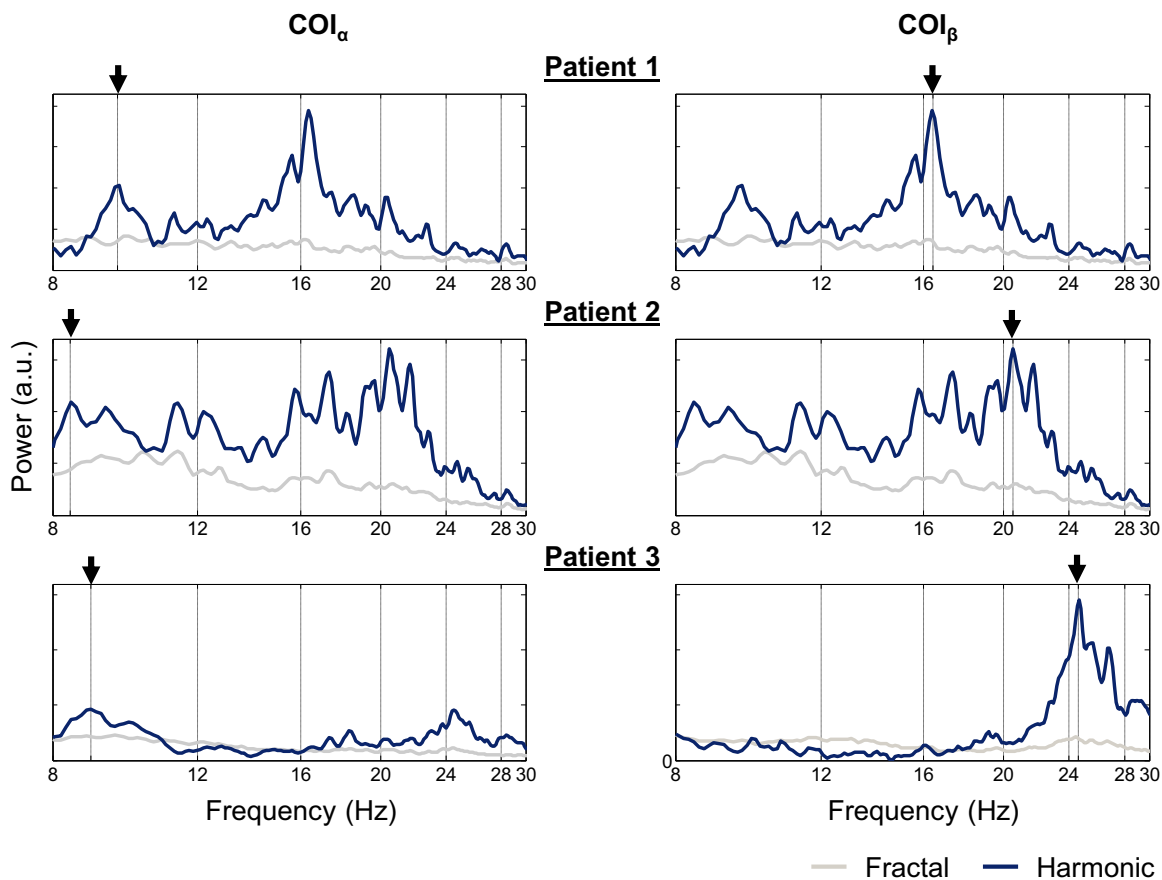 COIα COIβ
Patient 1
8 12 16 20 24 28 30 8 12 16 20 24 28 30
Patient 2
8 12 16 20 24 28 30 8 12 16 20 24 28 30
Patient 3
0
8 12 16 20 24 28 30 8 12 16 20 24 28 30
Power (a.u.)
Frequency (Hz) Frequency (Hz)
Fractal Harmonic